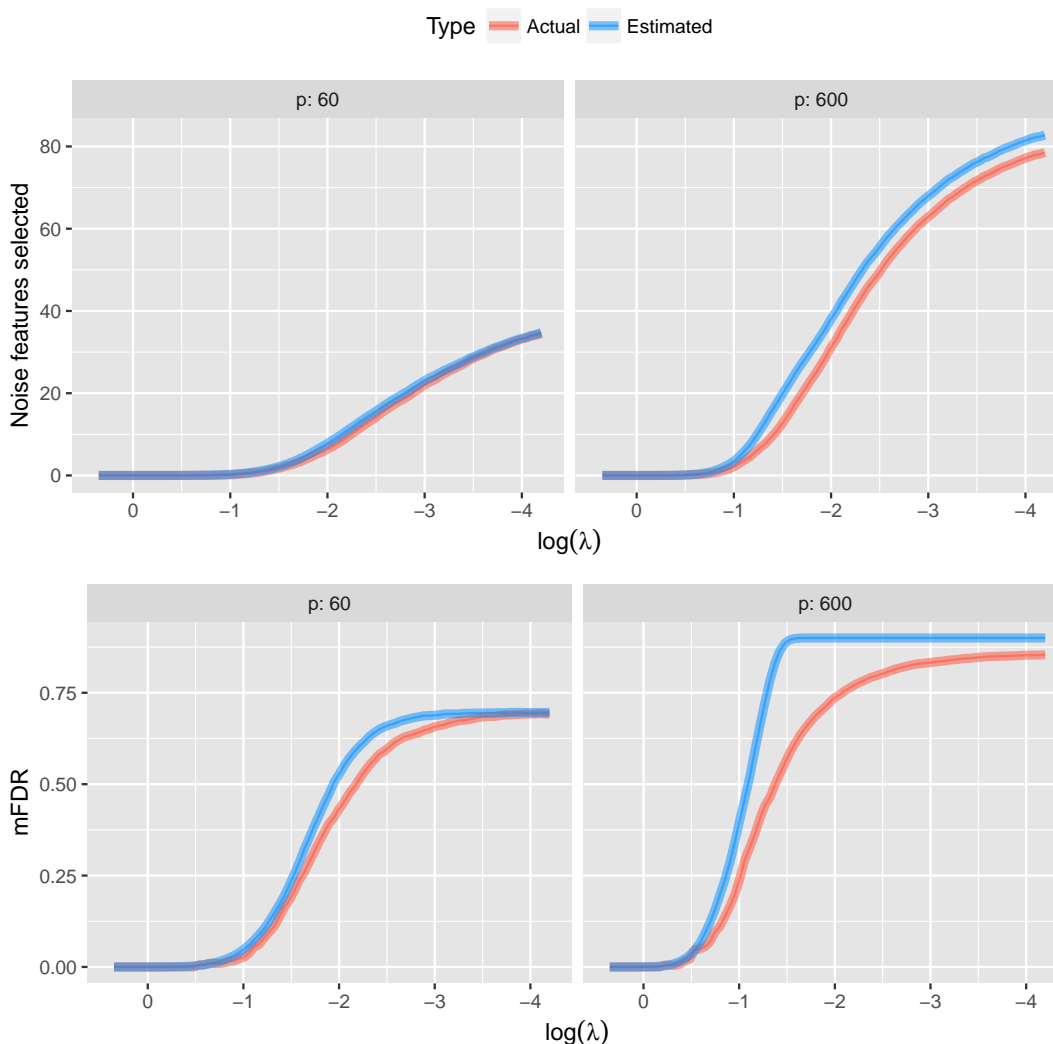 Type Actual Estimated
p: 60 p: 600
80
60
40
20
0
Noise features selected
0 −1 −2 −3 −4 0 −1 −2 −3 −4
log(λ)
p: 60 p: 600
0.75
0.50
0.25
0.00
mFDR
0 −1 −2 −3 −4 0 −1 −2 −3 −4
log(λ)